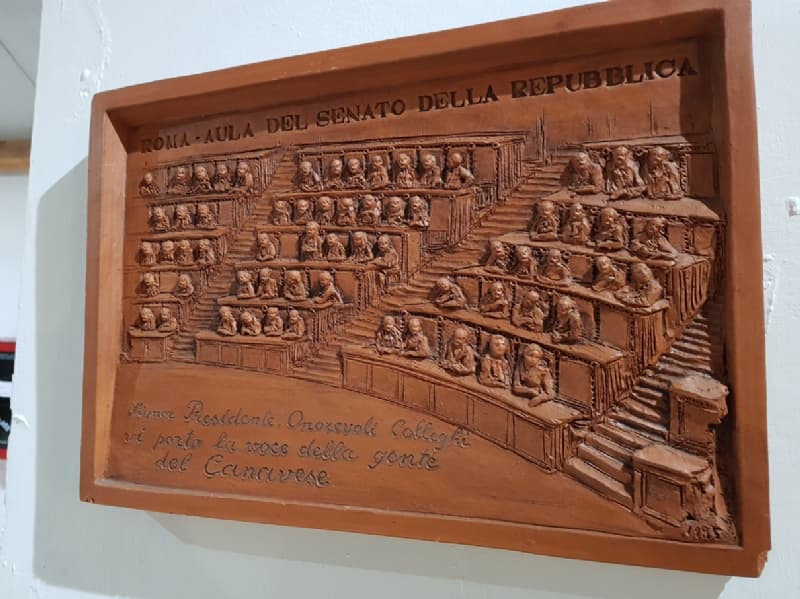 ROMA - AULA DEL SENATO DELLA REPUBBLICA
Signor Presidente, Onorevoli Colleghi
vi porto la voce della gente
del Canavese